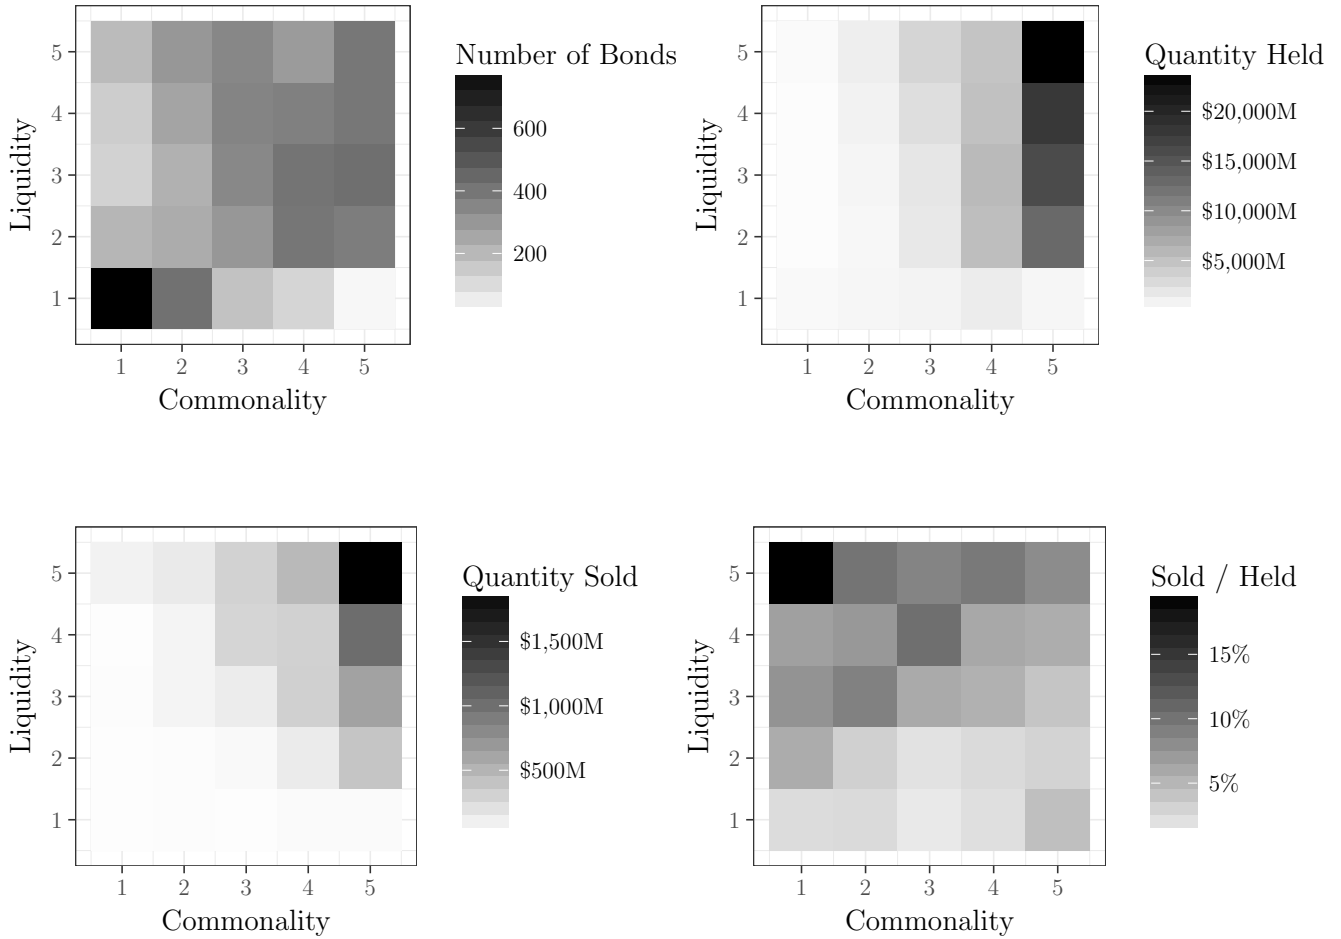 Number of Bonds
600
400
200
Liquidity
5
4
3
2
1
1 2 3 4 5
Commonality
Quantity Held
$20,000M
$15,000M
$10,000M
$5,000M
Liquidity
5
4
3
2
1
1 2 3 4 5
Commonality
Quantity Sold
$1,500M
$1,000M
$500M
Liquidity
5
4
3
2
1
1 2 3 4 5
Commonality
Sold / Held
15%
10%
5%
Liquidity
5
4
3
2
1
1 2 3 4 5
Commonality